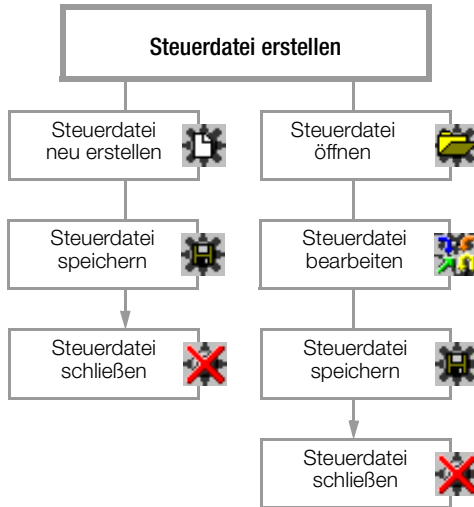 Steuerdatei erstellen
Steuerdatei
neu erstellen
Steuerdatei
speichern
Steuerdatei
schließen
Steuerdatei
öffnen
Steuerdatei
bearbeiten
Steuerdatei
speichern
Steuerdatei
schließen